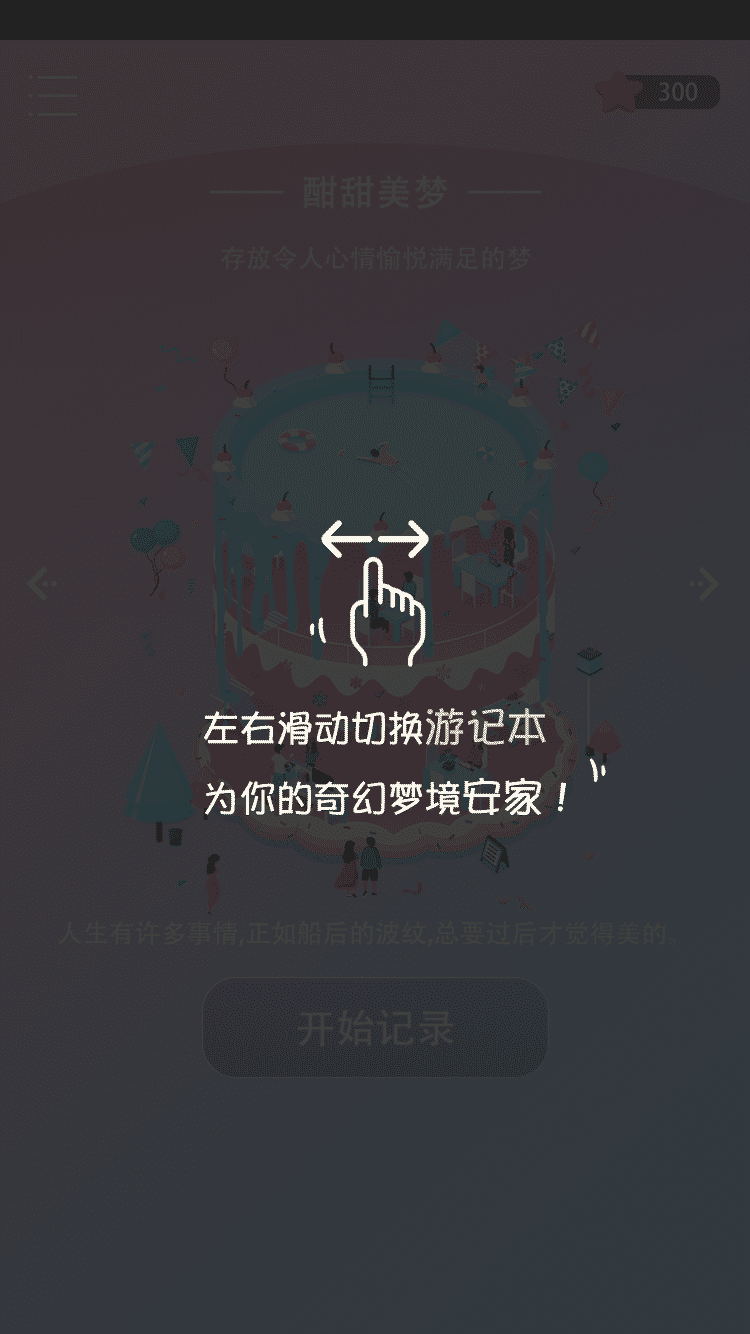 300
酣甜美梦
存放令人心情愉悦满足的梦
左右滑动切换游记本
为你的奇幻梦境安家！
人生有许多事情,正如船后的波纹,总要过后才觉得美的。
开始记录